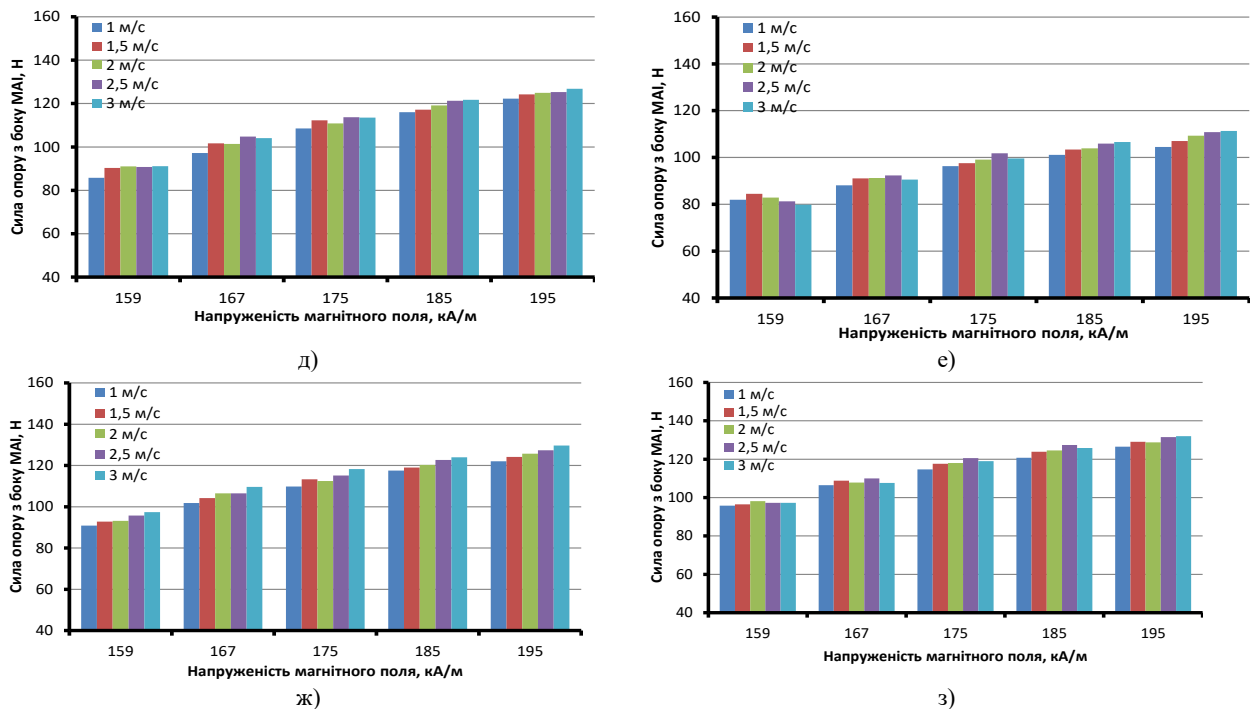 160
140
120
100
80
60
40
Сила опору з боку МАІ, Н
1 м/с
1,5 м/с
2 м/с
2,5 м/с
3 м/с
159 167 175 185 195
Напруженість магнітного поля, кА/м
д)
160
140
120
100
80
60
40
Сила опору з боку МАІ, Н
1 м/с
1,5 м/с
2 м/с
2,5 м/с
3 м/с
159 167 175 185 195
Напруженість магнітного поля, кА/м
е)
160
140
120
100
80
60
40
Сила опору з боку МАІ, Н
1 м/с
1,5 м/с
2 м/с
2,5 м/с
3 м/с
159 167 175 185 195
Напруженість магнітного поля, кА/м
ж)
160
140
120
100
80
60
40
Сила опору з боку МАІ, Н
1 м/с
1,5 м/с
2 м/с
2,5 м/с
3 м/с
159 167 175 185 195
Напруженість магнітного поля, кА/м
з)